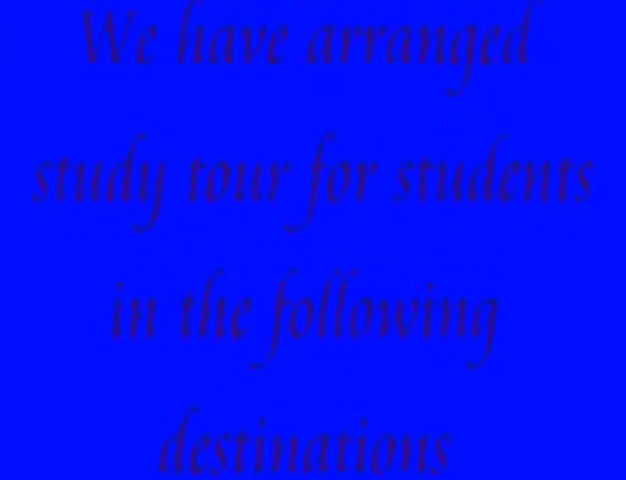 We have arranged
study tour for students
in the following
destinations